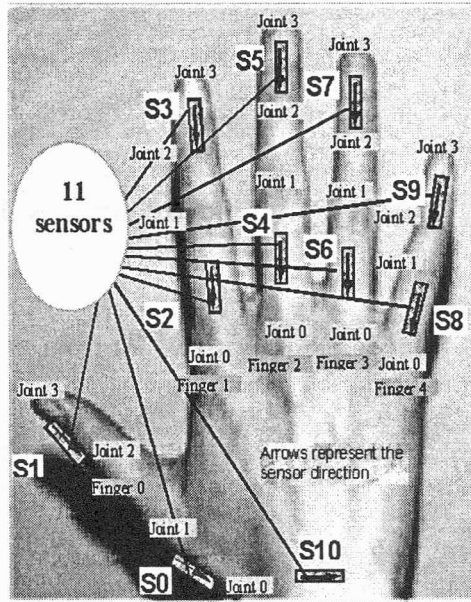 Joint 3
Joint 3
S5
Joint 3
S7
S3
Joint 2
Joint 2
Joint 2
Joint 3
11
sensors
Joint 1
Joint 1
S9
Joint 1
S4
Joint 2
S6
Joint 1
S2
S8
Joint 0
Joint 0
Joint 0
Joint 0
Finger 1
Finger 2
Finger 3
Finger 4
Joint 3
Joint 2
S1
Finger 0
Arrows represent the
sensor direction
Joint 1
S10
S0
Joint 0